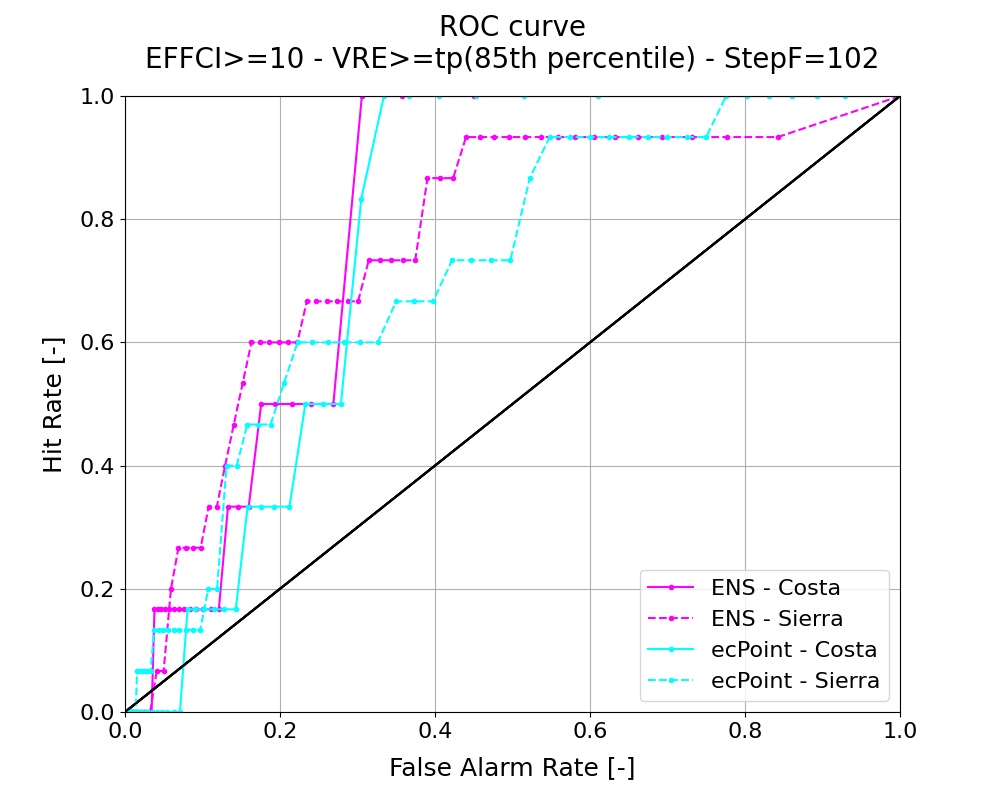 ROC curve
EFFCI>=10 - VRE>=tp(85th percentile) - StepF=102
1.0
0.8
0.6
0.4
0.2
0.0
Hit Rate [-]
0.0 0.2 0.4 0.6 0.8 1.0
False Alarm Rate [-]
ENS - Costa
ENS - Sierra
ecPoint - Costa
ecPoint - Sierra